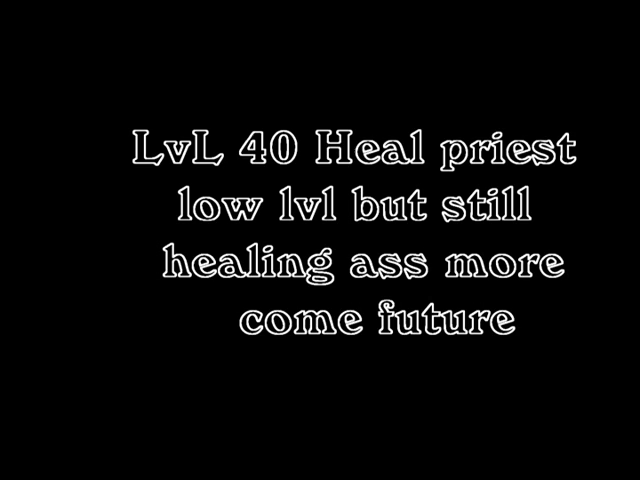 LvL 40 Heal priest
low lvl but still
healing ass more
come future